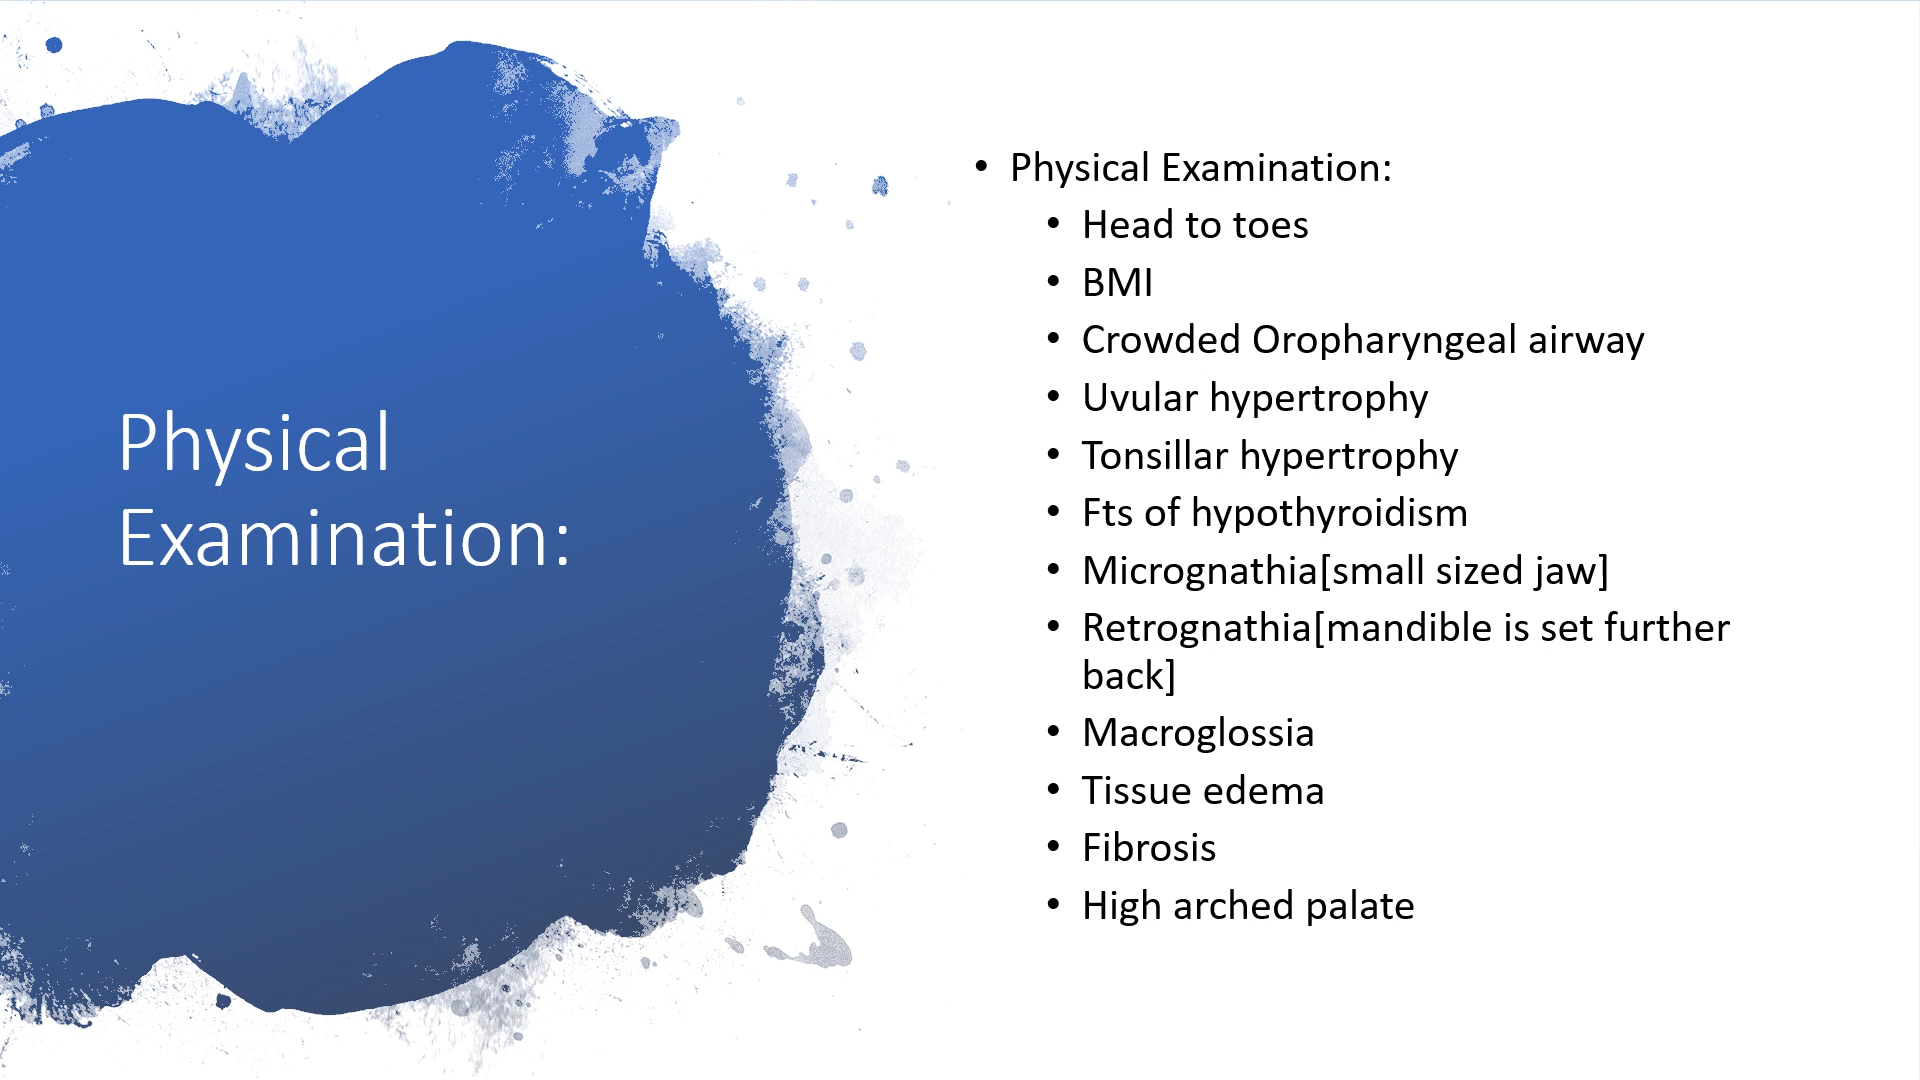 Physical
Examination:
• Physical Examination:
• Head to toes
• BMI
• Crowded Oropharyngeal airway
• Uvular hypertrophy
• Tonsillar hypertrophy
• Fts of hypothyroidism
• Micrognathia[small sized jaw]
• Retrognathia[mandible is set further
back]
• Macroglossia
• Tissue edema
• Fibrosis
• High arched palate